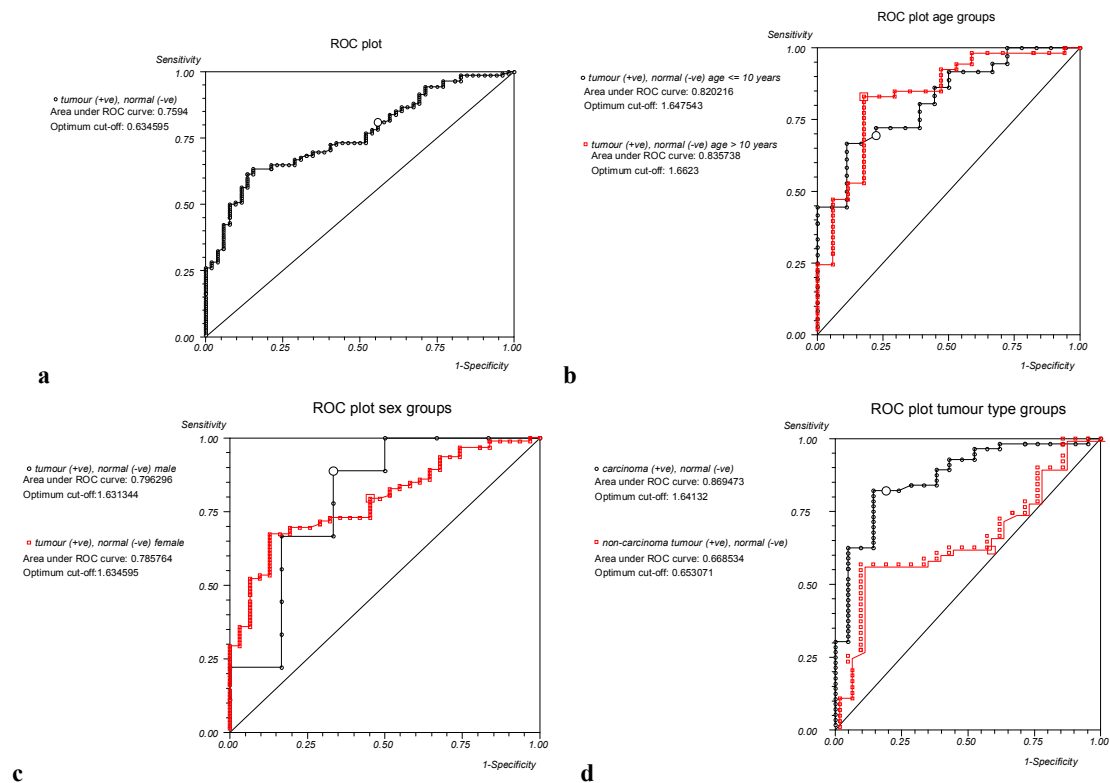 ROC plot
Sensitivity
tumour (+ve), normal (-ve)
Area under ROC curve: 0.7594
Optimum cut-off: 0.634595
1.00
0.75
0.50
0.25
0.00
0.00 0.25 0.50 0.75 1.00
1-Specificity
a
ROC plot age groups
Sensitivity
tumour (+ve), normal (-ve) age <= 10 years
Area under ROC curve: 0.820216
Optimum cut-off: 1.647543
tumour (+ve), normal (-ve) age > 10 years
Area under ROC curve: 0.835738
Optimum cut-off: 1.6623
1.00
0.75
0.50
0.25
0.00
0.00 0.25 0.50 0.75 1.00
1-Specificity
b
ROC plot sex groups
Sensitivity
tumour (+ve), normal (-ve) male
Area under ROC curve: 0.796296
Optimum cut-off:1.631344
tumour (+ve), normal (-ve) female
Area under ROC curve: 0.785764
Optimum cut-off:1.634595
1.00
0.75
0.50
0.25
0.00
0.00 0.25 0.50 0.75 1.00
1-Specificity
c
ROC plot tumour type groups
Sensitivity
carcinoma (+ve), normal (-ve)
Area under ROC curve: 0.869473
Optimum cut-off: 1.64132
non-carcinoma tumour (+ve), normal (-ve)
Area under ROC curve: 0.668534
Optimum cut-off: 0.653071
1.00
0.75
0.50
0.25
0.00
0.00 0.25 0.50 0.75 1.00
1-Specificity
d